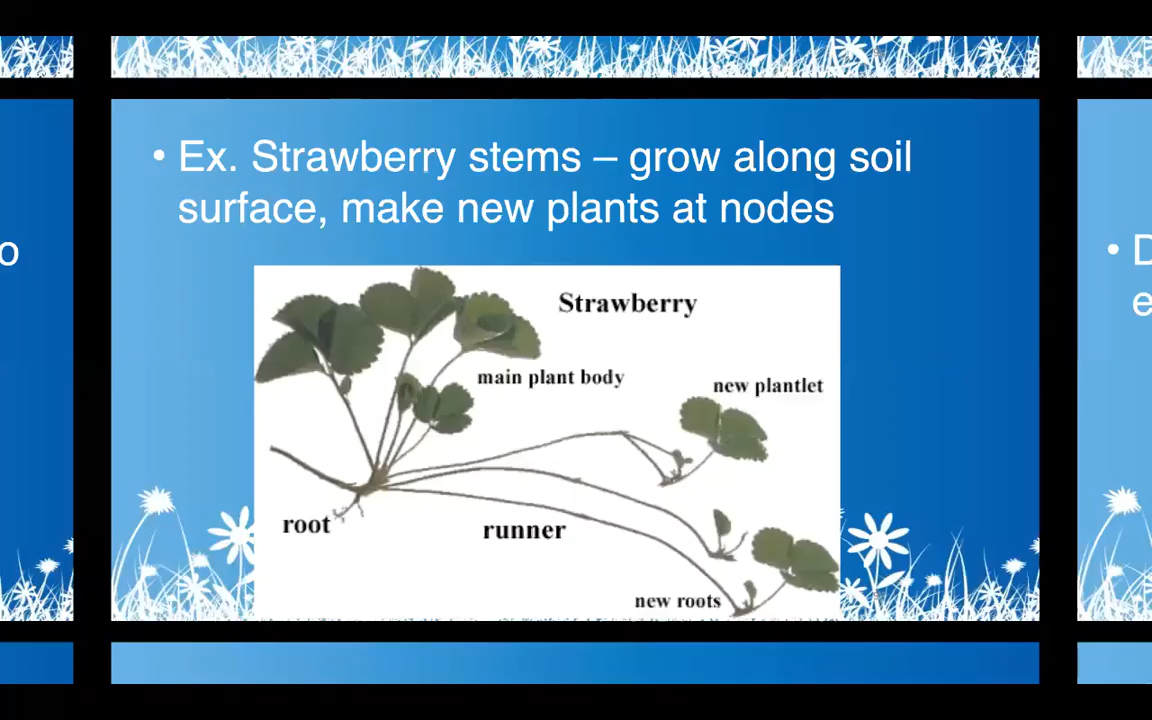 • Ex. Strawberry stems – grow along soil
surface, make new plants at nodes
Strawberry
main plant body
new plantlet
root
runner
new roots